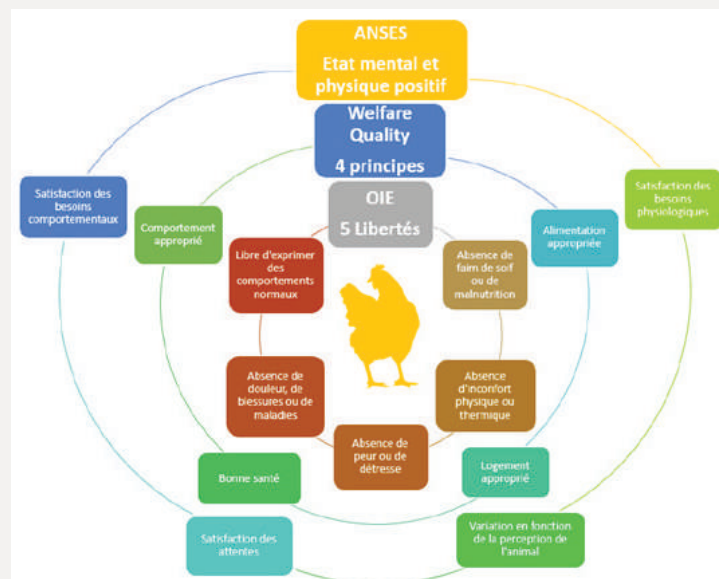 ANSES
Etat mental et
physique positif
Welfare
Quality
4 principes
OIE
5 Libertés
Satisfaction des
besoins
comportementaux
Comportement
approprié
Libre d'exprimer
des
comportements
normaux
Absence de
faim de soif
ou de
malnutrition
Alimentation
appropriée
Satisfaction des
besoins
physiologiques
Absence de
douleur, de
blessures ou de
maladies
Absence
d'inconfort
physique ou
thermique
Absence de
peur ou de
détresse
Bonne santé
Logement
approprié
Satisfaction des
attentes
Variation en fonction
de la perception de
l'animal